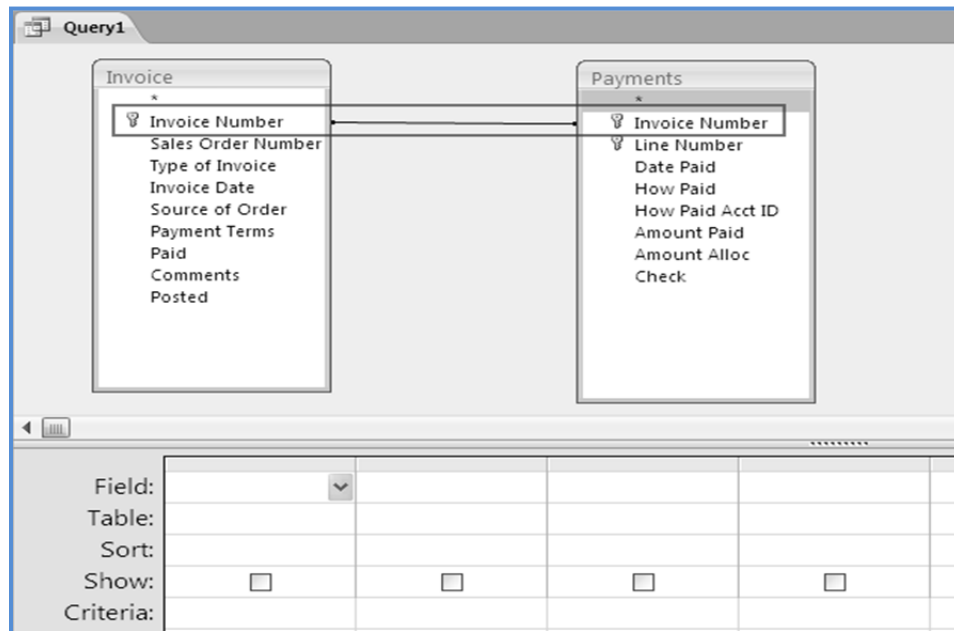 Query1
Invoice
*
Invoice Number
Sales Order Number
Type of Invoice
Invoice Date
Source of Order
Payment Terms
Paid
Comments
Posted
Payments
*
Invoice Number
Line Number
Date Paid
How Paid
How Paid Acct ID
Amount Paid
Amount Alloc
Check
Field:
Table:
Sort:
Show:
Criteria: